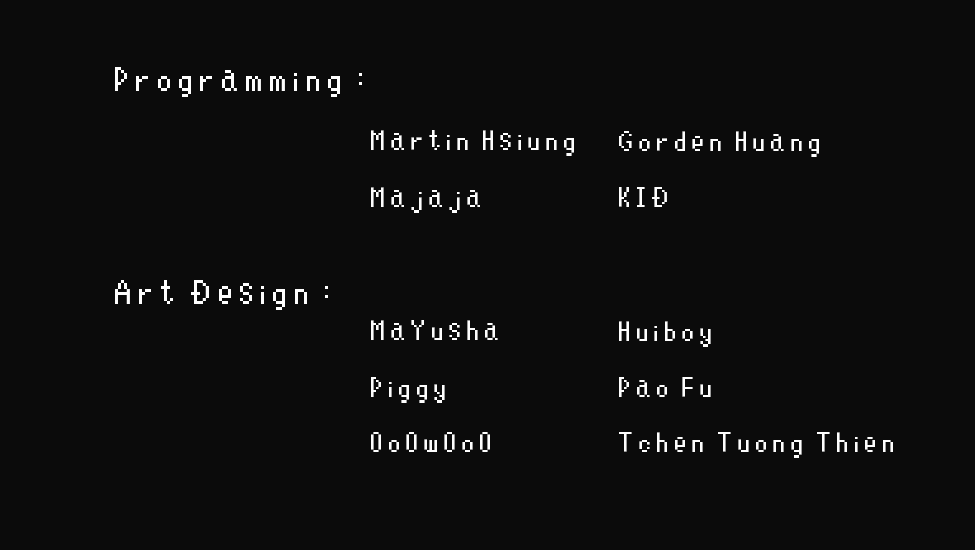 Programming :
Martin Hsiung Gorden Huang
Majaja KID
Art Design :
MaYusha Huiboy
Piggy Pao Fu
OoOwOoO Tchen Tuong Thien